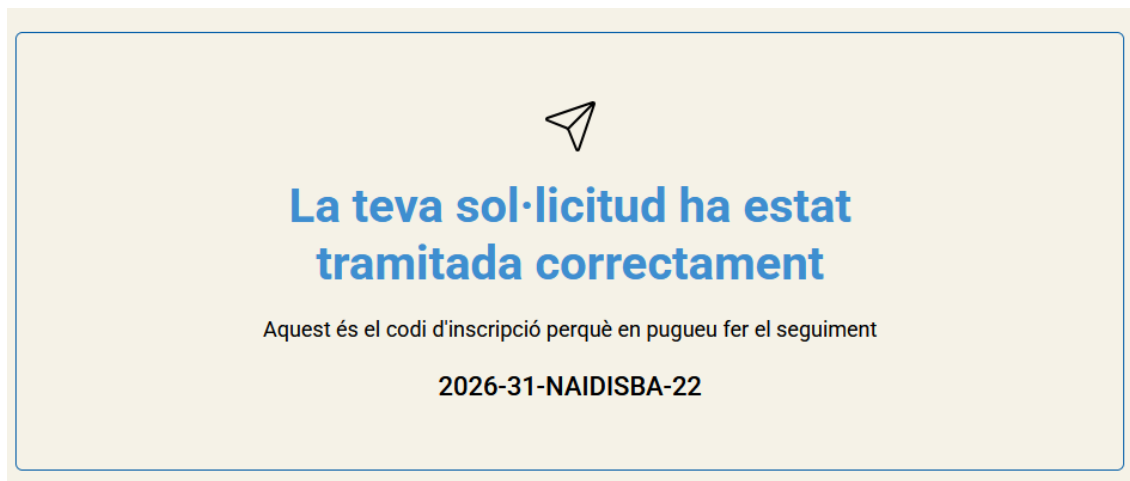 La teva sol·licitud ha estat
tramitada correctament
Aquest és el codi d'inscripció perquè en pugueu fer el seguiment
2026-31-NAIDISBA-22